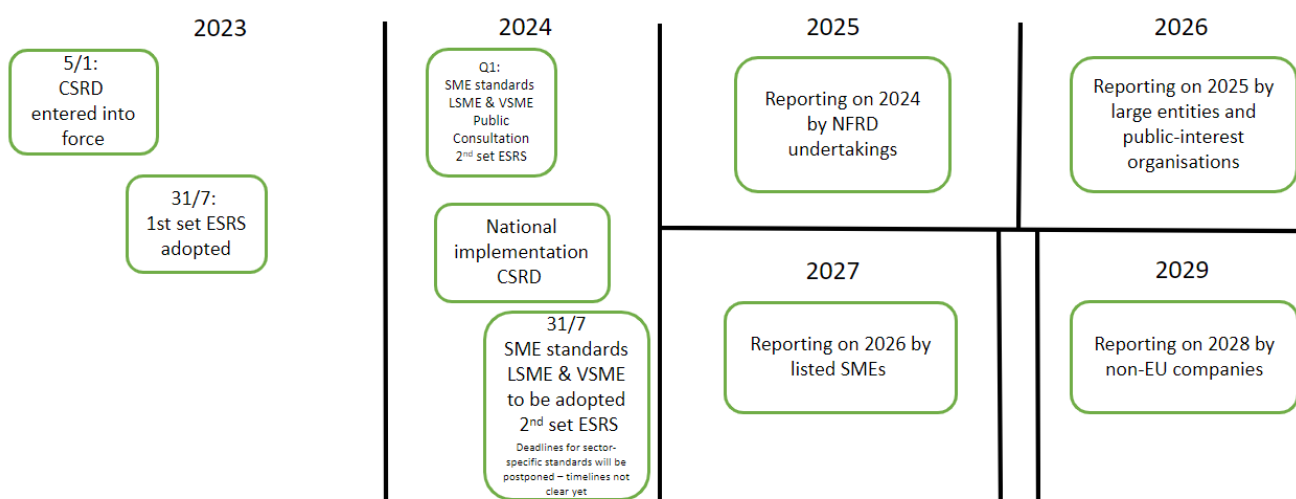 2023
5/1:
CSRD
entered into
force
31/7:
1st set ESRS
adopted
2024
Q1:
SME standards
LSME & VSME
Public
Consultation
2nd set ESRS
National
implementation
CSRD
31/7
SME standards
LSME & VSME
to be adopted
2nd set ESRS
Deadlines for sector-
specific standards will be
postponed – timelines not
clear yet
2025
Reporting on 2024
by NFRD
undertakings
2026
Reporting on 2025 by
large entities and
public-interest
organisations
2027
Reporting on 2026 by
listed SMEs
2029
Reporting on 2028 by
non-EU companies